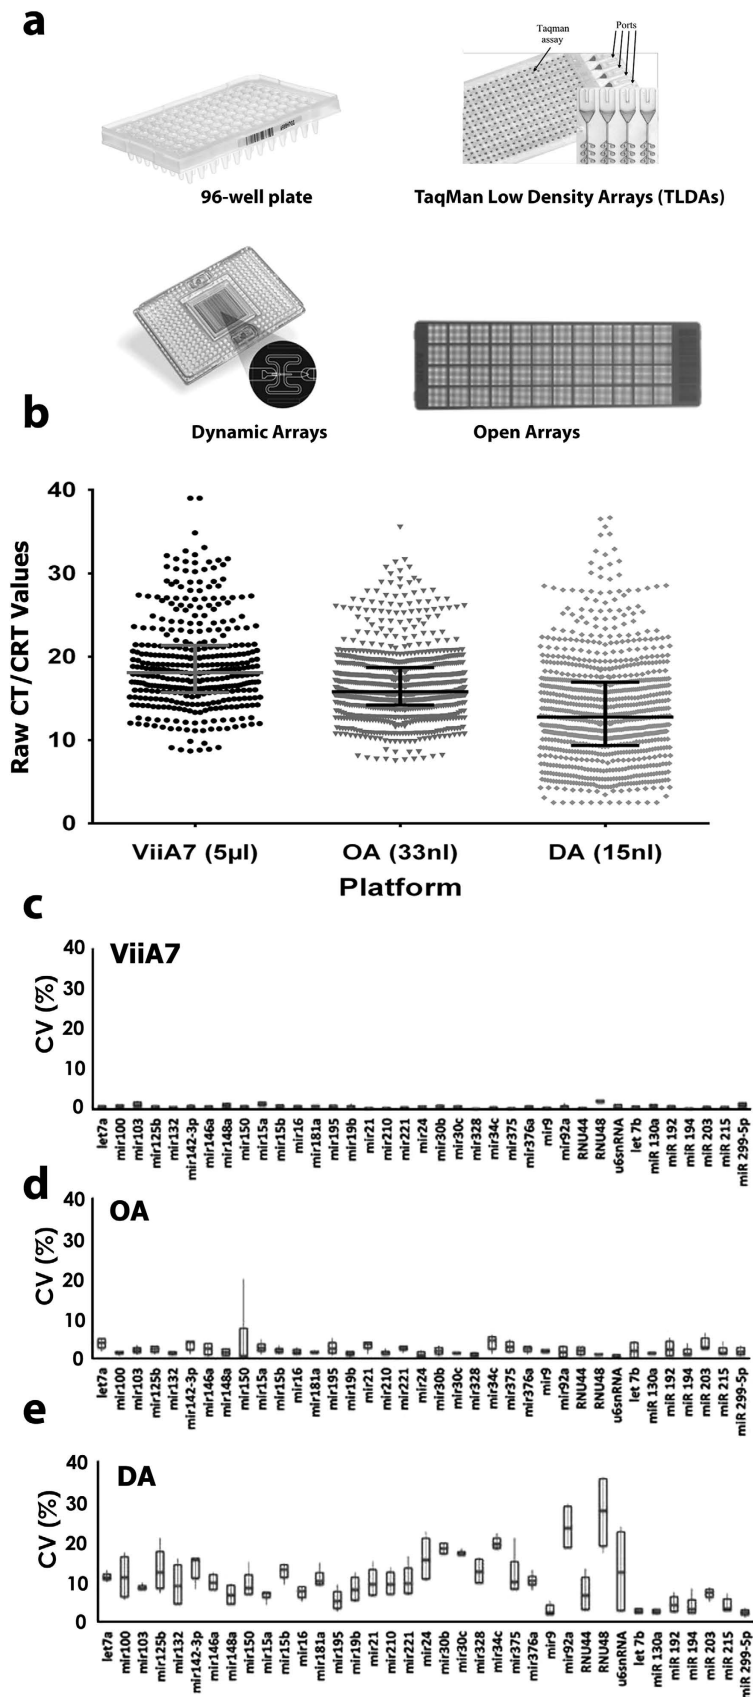 a
Taqman
assay
Ports
96-well plate
TaqMan Low Density Arrays (TLDAs)
Dynamic Arrays
Open Arrays
b
Raw CT/CRT Values
40
30
20
10
0
ViiA7 (5µl)
OA (33nl)
DA (15nl)
Platform
c
ViiA7
CV (%)
40
30
20
10
0
let7a
mir100
mir103
mir125b
mir132
mir142-3p
mir146a
mir148a
mir150
mir15a
mir15b
mir16
mir181a
mir195
mir19b
mir21
mir210
mir221
mir24
mir30b
mir30c
mir328
mir34c
mir375
mir376a
mir9
mir92a
RNU44
RNU48
u6snRNA
let 7b
miR 130a
miR 192
miR 194
miR 203
miR 215
miR 299-5p
d
OA
CV (%)
40
30
20
10
0
let7a
mir100
mir103
mir125b
mir132
mir142-3p
mir146a
mir148a
mir150
mir15a
mir15b
mir16
mir181a
mir195
mir19b
mir21
mir210
mir221
mir24
mir30b
mir30c
mir328
mir34c
mir375
mir376a
mir9
mir92a
RNU44
RNU48
u6snRNA
let 7b
miR 130a
miR 192
miR 194
miR 203
miR 215
miR 299-5p
e
DA
CV (%)
40
30
20
10
0
let7a
mir100
mir103
mir125b
mir132
mir142-3p
mir146a
mir148a
mir150
mir15a
mir15b
mir16
mir181a
mir195
mir19b
mir21
mir210
mir221
mir24
mir30b
mir30c
mir328
mir34c
mir375
mir376a
mir9
mir92a
RNU44
RNU48
u6snRNA
let 7b
miR 130a
miR 192
miR 194
miR 203
miR 215
miR 299-5p